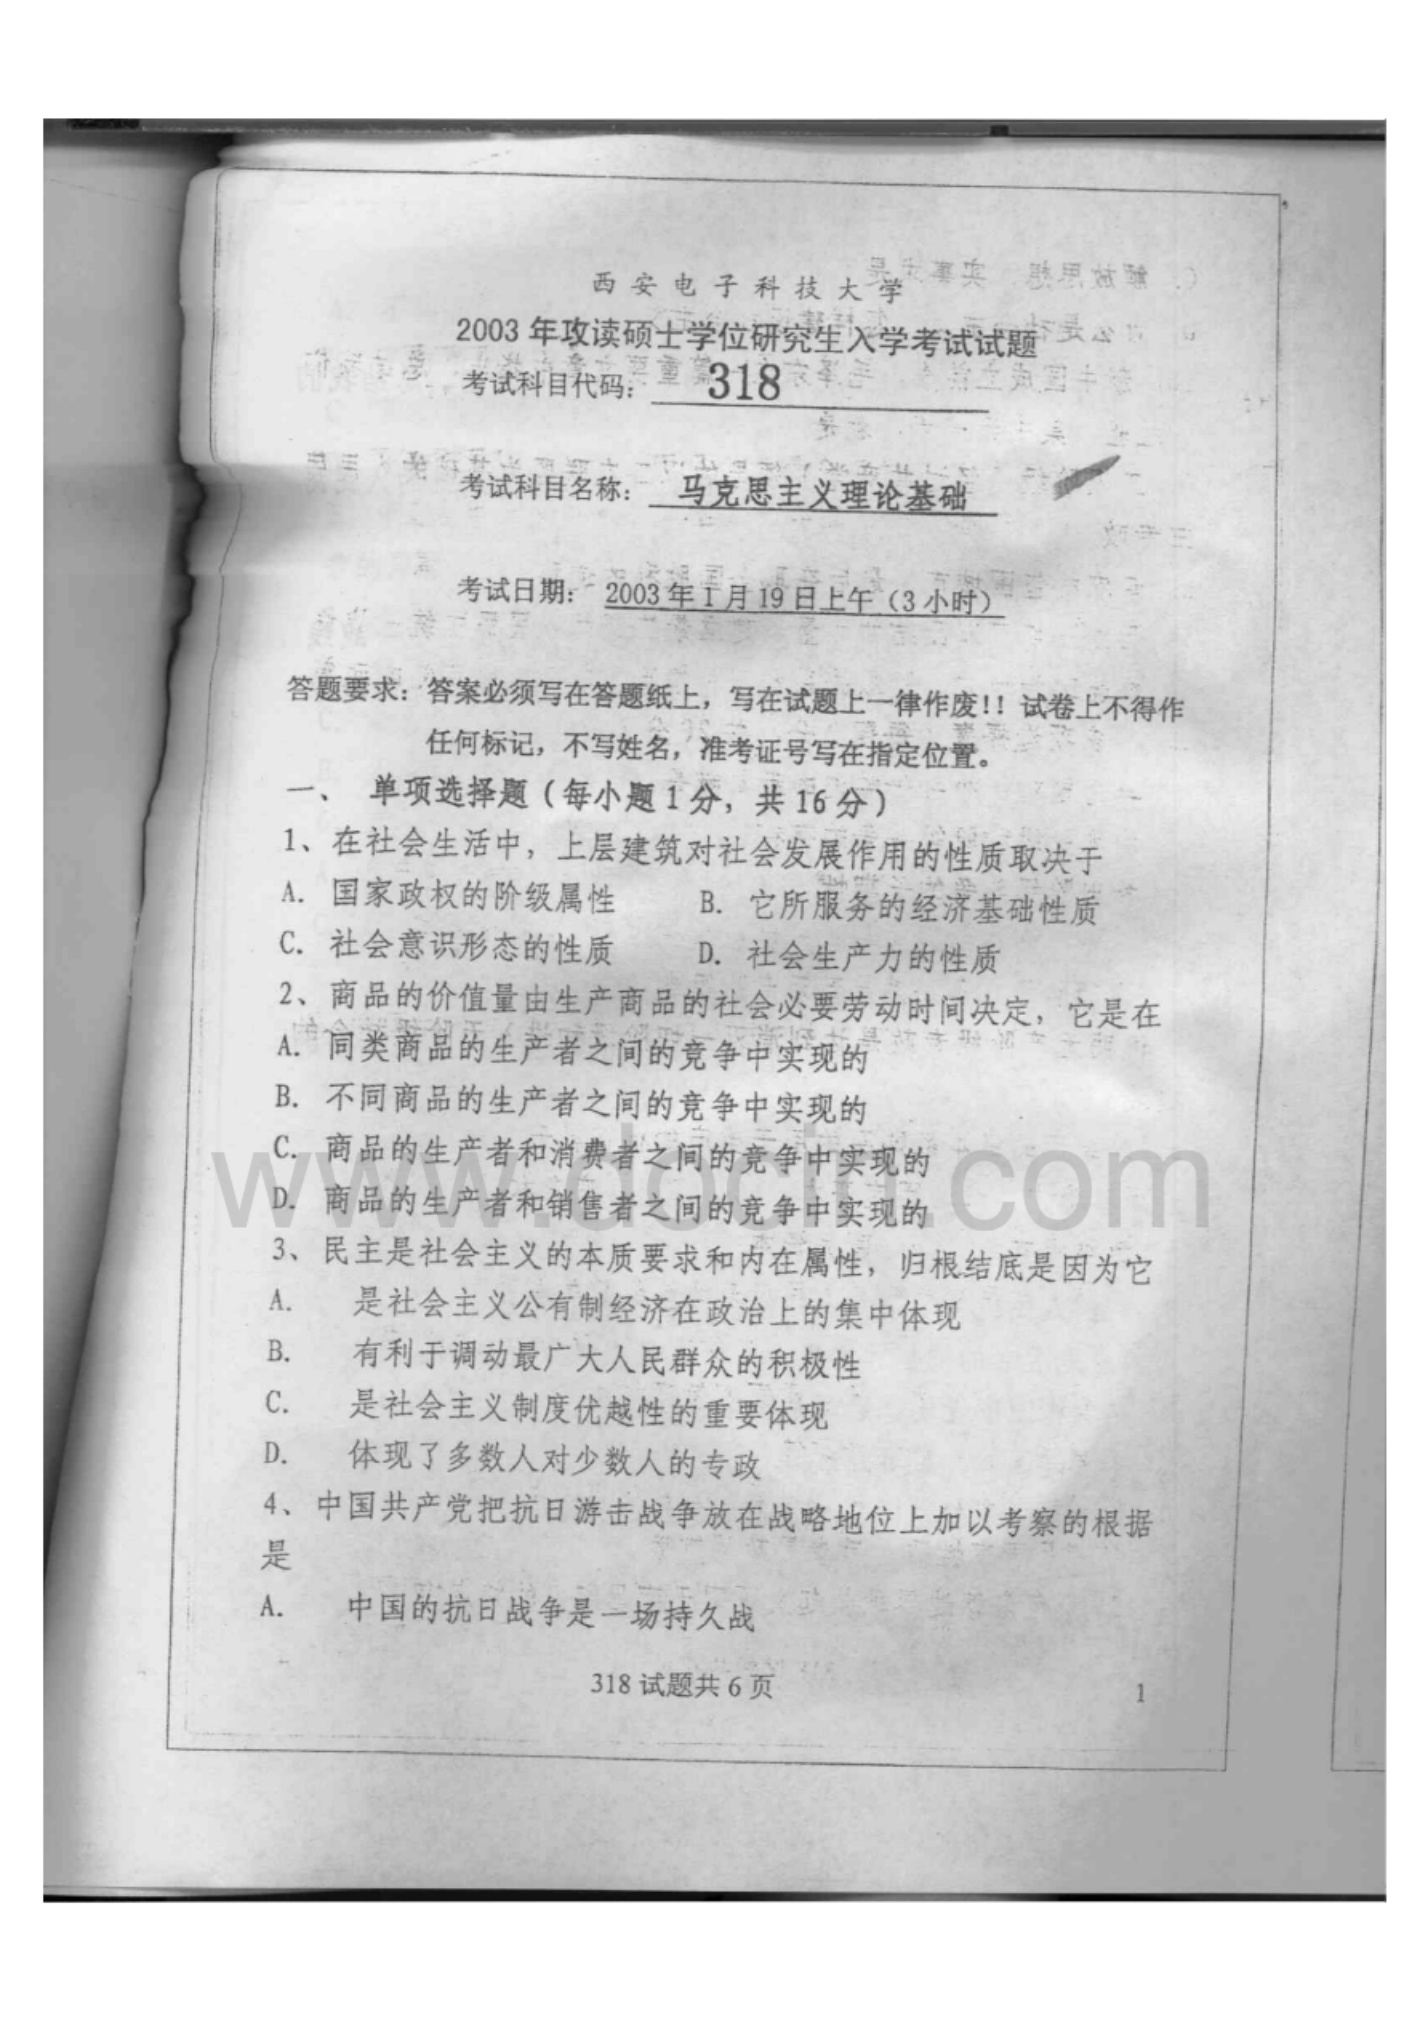 西安电子科技大学
2003年攻读硕士学位研究生入学考试试题
考试科目代码： 318
考试科目名称： 马克思主义理论基础
考试日期： 2003年1月19日上午（3小时）
答题要求：答案必须写在答题纸上，写在试题上一律作废!! 试卷上不得作
任何标记，不写姓名，准考证号写在指定位置。
一、 单项选择题（每小题1分，共16分）
1、在社会生活中，上层建筑对社会发展作用的性质取决于
A. 国家政权的阶级属性 B. 它所服务的经济基础性质
C. 社会意识形态的性质 D. 社会生产力的性质
2、商品的价值量由生产商品的社会必要劳动时间决定，它是在
A. 同类商品的生产者之间的竞争中实现的
B. 不同商品的生产者之间的竞争中实现的
C. 商品的生产者和消费者之间的竞争中实现的
www.docin.com
D. 商品的生产者和销售者之间的竞争中实现的
3、民主是社会主义的本质要求和内在属性，归根结底是因为它
A. 是社会主义公有制经济在政治上的集中体现
B. 有利于调动最广大人民群众的积极性
C. 是社会主义制度优越性的重要体现
D. 体现了多数人对少数人的专政
4、中国共产党把抗日游击战争放在战略地位上加以考察的根据
是
A. 中国的抗日战争是一场持久战
318 试题共 6 页
1